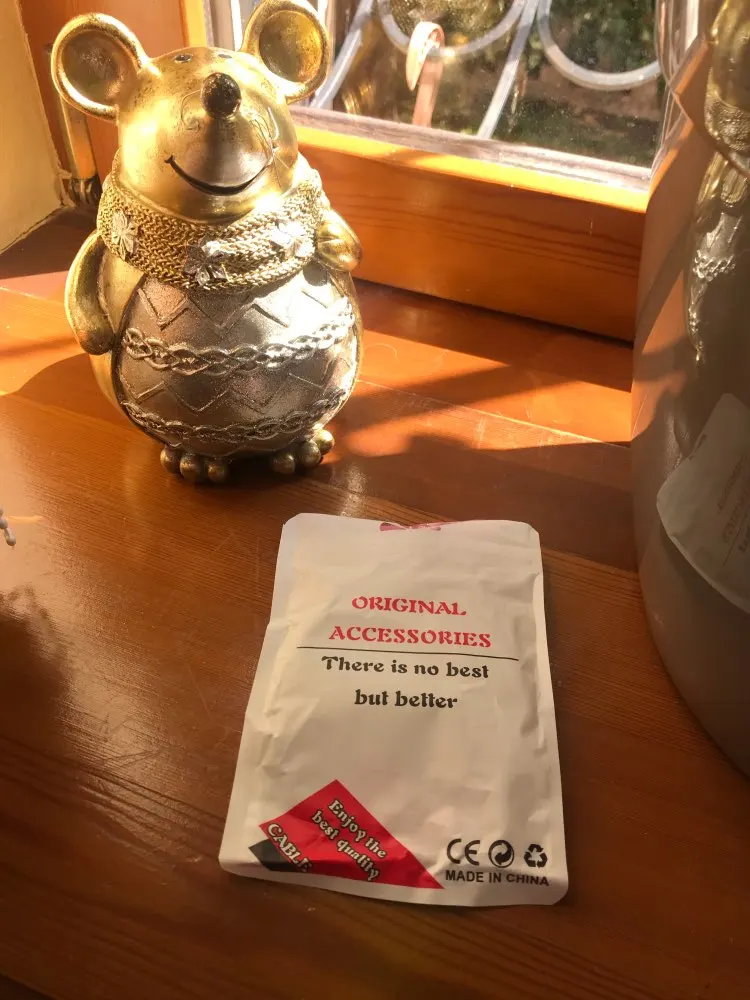 ORIGINAL
ACCESSORIES
There is no best
but better
Enjoy the
best quality
CABLE
CE
MADE IN CHINA